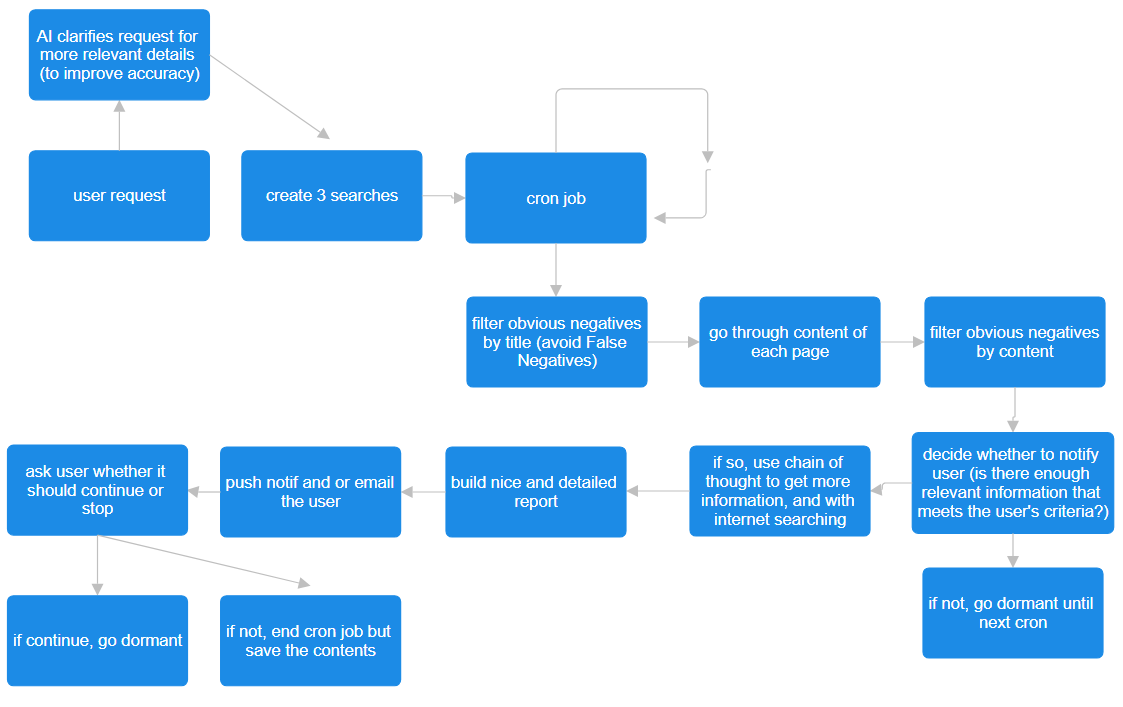 AI clarifies request for
more relevant details
(to improve accuracy)
user request
create 3 searches
cron job
filter obvious negatives
by title (avoid False
Negatives)
go through content of
each page
filter obvious negatives
by content
decide whether to notify
user (is there enough
relevant information that
meets the user's criteria?)
if so, use chain of
thought to get more
information, and with
internet searching
build nice and detailed
report
push notif and or email
the user
ask user whether it
should continue or
stop
if not, go dormant until
next cron
if continue, go dormant
if not, end cron job but
save the contents